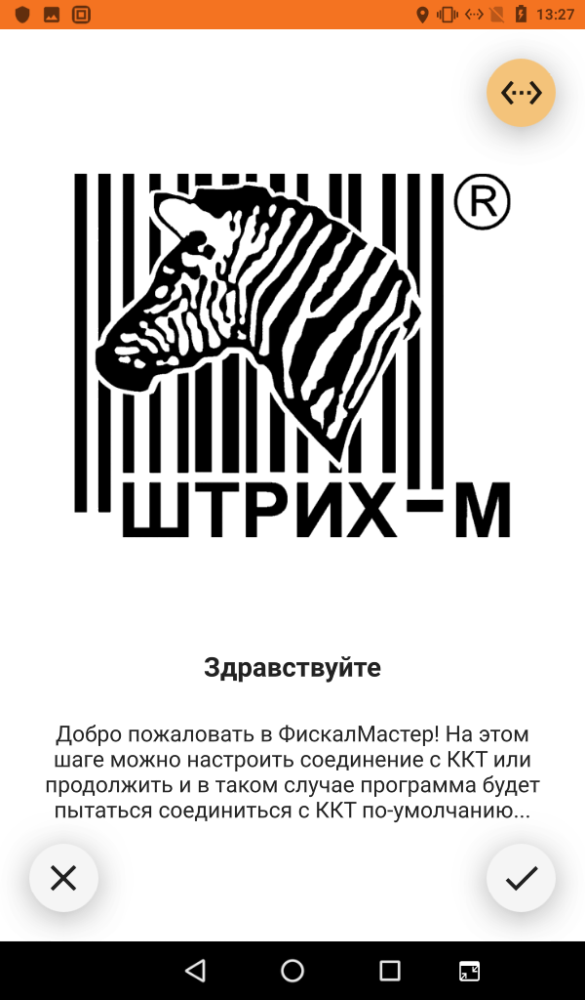 13:27
®
ШТРИХ-М
Здравствуйте
Добро пожаловать в ФискалМастер! На этом
шаге можно настроить соединение с ККТ или
продолжить и в таком случае программа будет
пытаться соединиться с ККТ по-умолчанию...